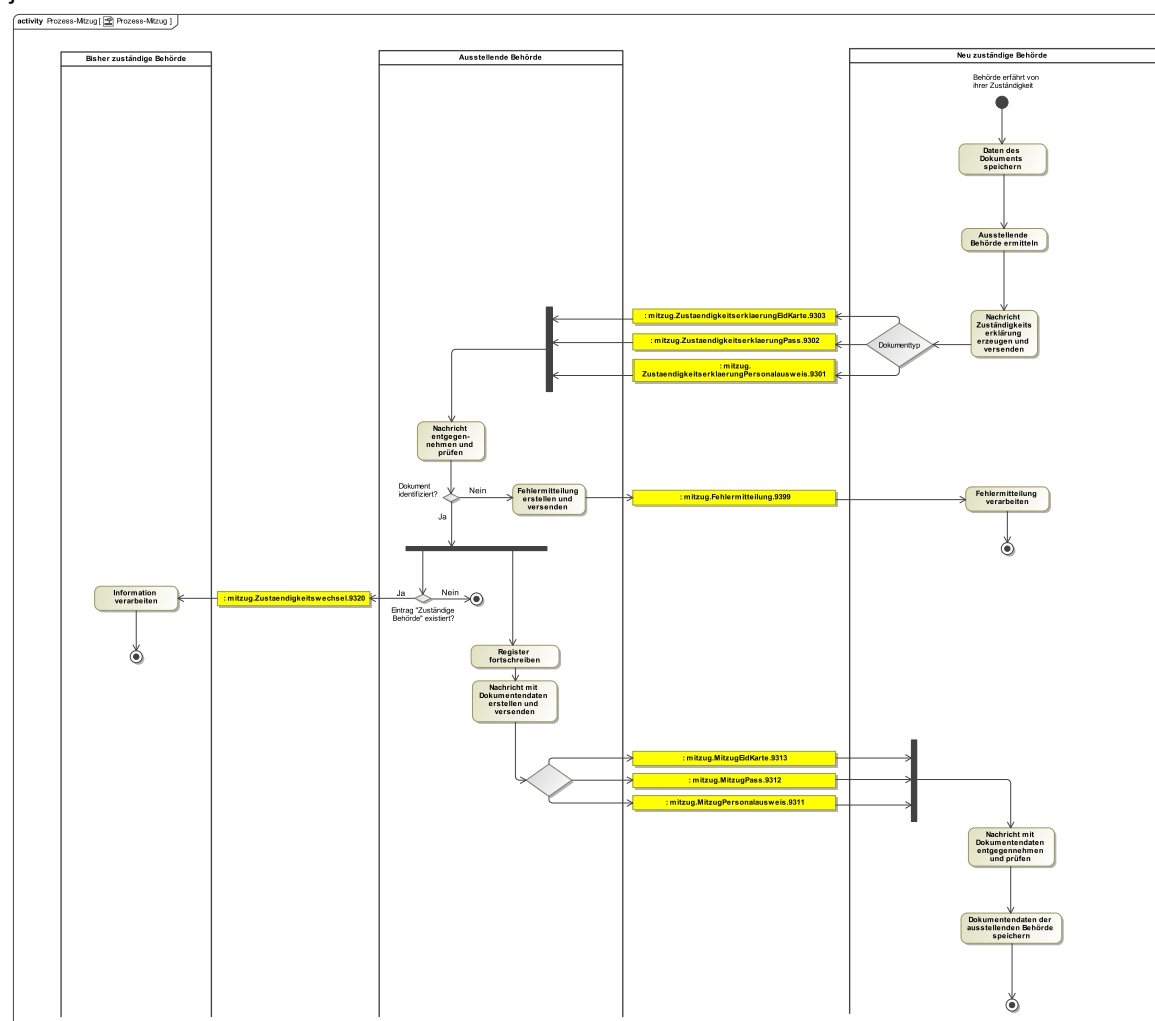 activity Prozess-Mitzug [ Prozess-Mitzug ]
Bisher zuständige Behörde
Ausstellende Behörde
Neu zuständige Behörde
Behörde erfährt von
ihrer Zuständigkeit
Daten des
Dokuments
speichern
Ausstellende
Behörde ermitteln
Nachricht
Zuständigkeits
erklärung
erzeugen und
versenden
Dokumenttyp
: mitzug.ZustaendigkeitserklaerungEidKarte.9303
: mitzug.ZustaendigkeitserklaerungPass.9302
: mitzug.
ZustaendigkeitserklaerungPersonalausweis.9301
Nachricht
entgegen-
nehmen und
prüfen
Dokument
identifiziert?
Nein
Ja
Fehlermitteilung
erstellen und
versenden
: mitzug.Fehlermitteilung.9399
Fehlermitteilung
verarbeiten
Information
verarbeiten
: mitzug.Zustaendigkeitswechsel.9320
Ja
Nein
Eintrag "Zuständige
Behörde" existiert?
Register
fortschreiben
Nachricht mit
Dokumentendaten
erstellen und
versenden
: mitzug.MitzugEidKarte.9313
: mitzug.MitzugPass.9312
: mitzug.MitzugPersonalausweis.9311
Nachricht mit
Dokumentendaten
entgegennehmen
und prüfen
Dokumentendaten der
ausstellenden Behörde
speichern